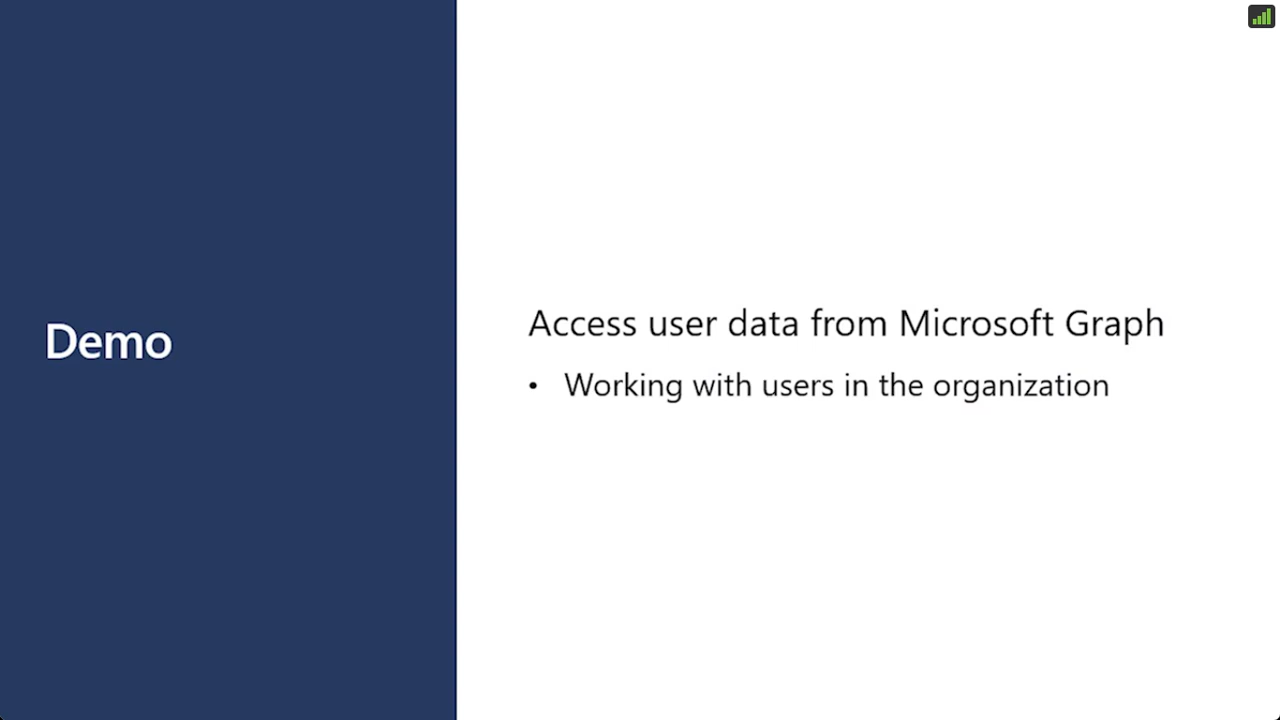 Demo
Access user data from Microsoft Graph
• Working with users in the organization